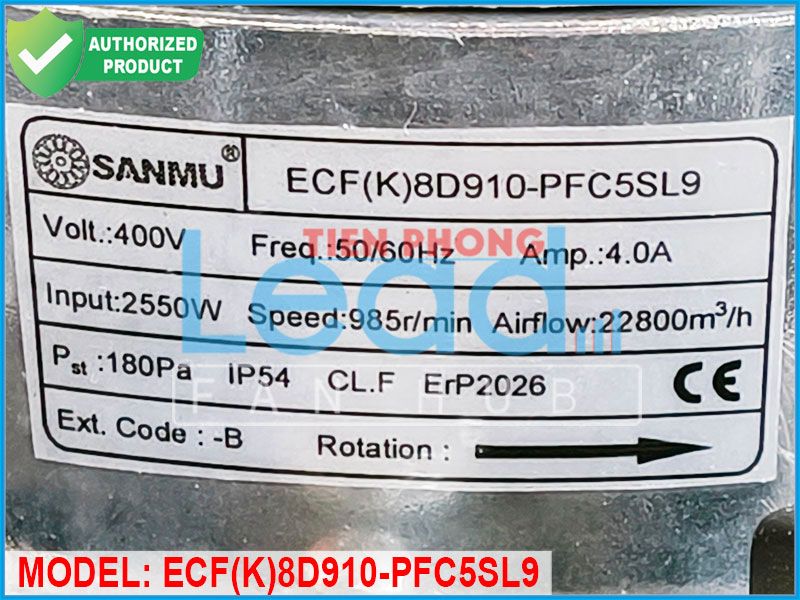 AUTHORIZED
PRODUCT
SANMU® ECF(K)8D910-PFC5SL9
Volt.:400V Freq.:50/60Hz Amp.:4.0A
TIEN PHONG
Lead
Input:2550W Speed:985r/min Airflow:22800m³/h
Pst :180Pa IP54 CL.F ErP2026 CE
FAN HUB
Ext. Code : -B Rotation :
MODEL: ECF(K)8D910-PFC5SL9